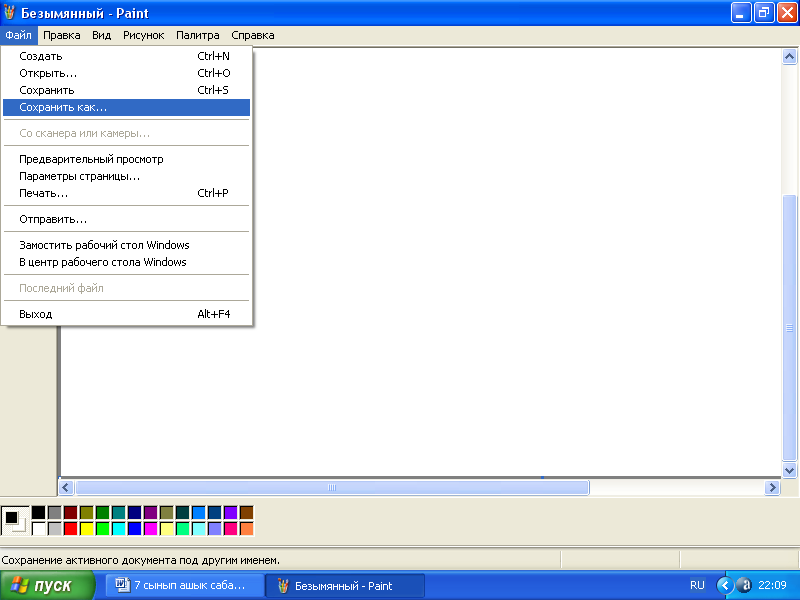 Безымянный - Paint
Файл Правка Вид Рисунок Палитра Справка
Создать Ctrl+N
Открыть... Ctrl+O
Сохранить Ctrl+S
Сохранить как...
Со сканера или камеры...
Предварительный просмотр
Параметры страницы...
Печать... Ctrl+P
Отправить...
Замостить рабочий стол Windows
В центр рабочего стола Windows
Последний файл
Выход Alt+F4
Сохранение активного документа под другим именем.
пуск 7 сынып ашык саба... Безымянный - Paint RU 22:09